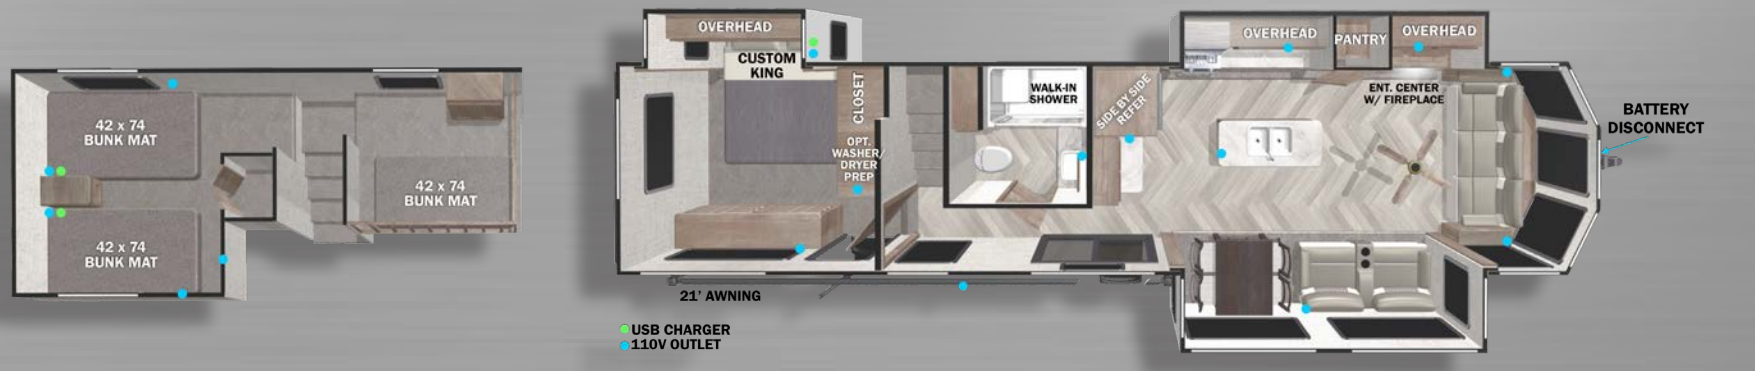 42 x 74
BUNK MAT
42 x 74
BUNK MAT
42 x 74
BUNK MAT
OVERHEAD
CUSTOM
KING
CLOSET
OPT.
WASHER/
DRYER
PREP
WALK-IN
SHOWER
SIDE BY SIDE
REFER
OVERHEAD
PANTRY
OVERHEAD
ENT. CENTER
W/ FIREPLACE
BATTERY
DISCONNECT
21' AWNING
USB CHARGER
110V OUTLET